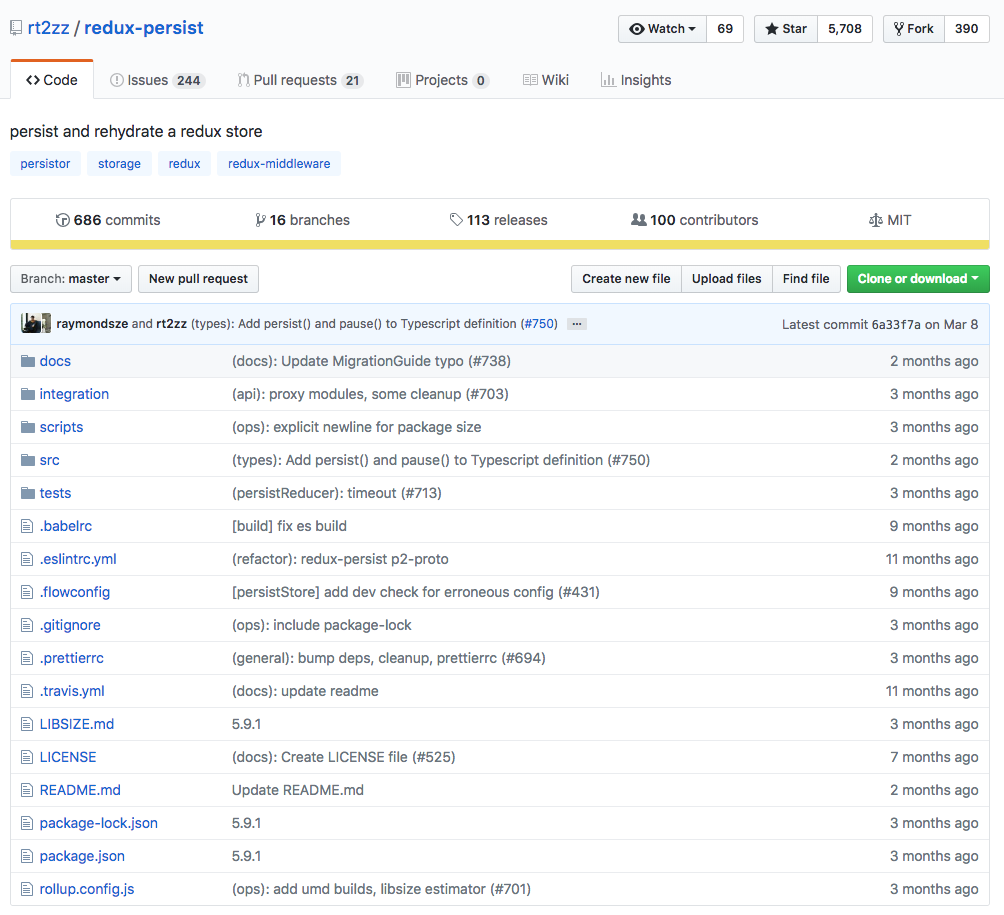 rt2zz / redux-persist Watch 69 Star 5,708 Fork 390
Code Issues 244 Pull requests 21 Projects 0 Wiki Insights
persist and rehydrate a redux store
persistor storage redux redux-middleware
686 commits 16 branches 113 releases 100 contributors MIT
Branch: master New pull request Create new file Upload files Find file Clone or download
raymondsze and rt2zz (types): Add persist() and pause() to Typescript definition (#750) ... Latest commit 6a33f7a on Mar 8
docs (docs): Update MigrationGuide typo (#738) 2 months ago
integration (api): proxy modules, some cleanup (#703) 3 months ago
scripts (ops): explicit newline for package size 3 months ago
src (types): Add persist() and pause() to Typescript definition (#750) 2 months ago
tests (persistReducer): timeout (#713) 3 months ago
.babelrc [build] fix es build 9 months ago
.eslintrc.yml (refactor): redux-persist p2-proto 11 months ago
.flowconfig [persistStore] add dev check for erroneous config (#431) 9 months ago
.gitignore (ops): include package-lock 3 months ago
.prettierrc (general): bump deps, cleanup, prettierrc (#694) 3 months ago
.travis.yml (docs): update readme 11 months ago
LIBSIZE.md 5.9.1 3 months ago
LICENSE (docs): Create LICENSE file (#525) 7 months ago
README.md Update README.md 2 months ago
package-lock.json 5.9.1 3 months ago
package.json 5.9.1 3 months ago
rollup.config.js (ops): add umd builds, libsize estimator (#701) 3 months ago